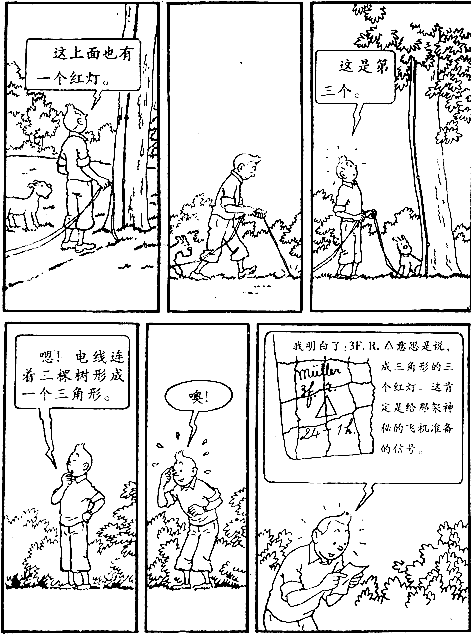 这上面也有
一个红灯。
这是第
三个。
嗯！电线连
着三棵树形成
一个三角形。
噢！
我明白了：3F.R.△意思是说，
成三角形的三
个红灯。这肯
定是给那架神
秘的飞机准备
的信号。
Müller
3f. r.
24 1h.